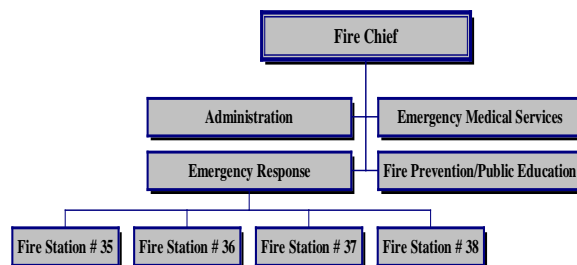 Fire Chief
Administration
Emergency Medical Services
Emergency Response
Fire Prevention/Public Education
Fire Station # 35
Fire Station # 36
Fire Station # 37
Fire Station # 38